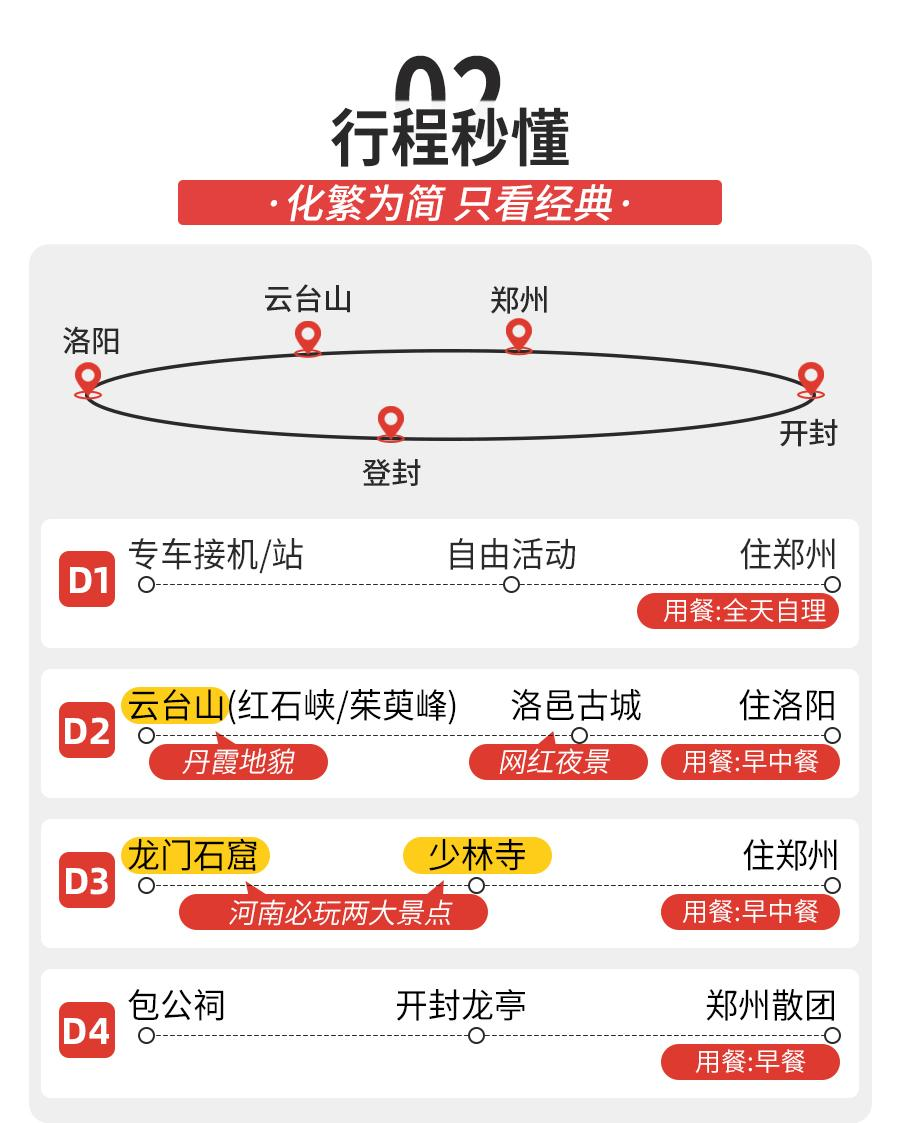 02
行程秒懂
·化繁为简 只看经典·
云台山
郑州
洛阳
开封
登封
D1
专车接机/站
自由活动
住郑州
用餐:全天自理
D2
云台山(红石峡/茱萸峰)
洛邑古城
住洛阳
丹霞地貌
网红夜景
用餐:早中餐
D3
龙门石窟
少林寺
住郑州
河南必玩两大景点
用餐:早中餐
D4
包公祠
开封龙亭
郑州散团
用餐:早餐